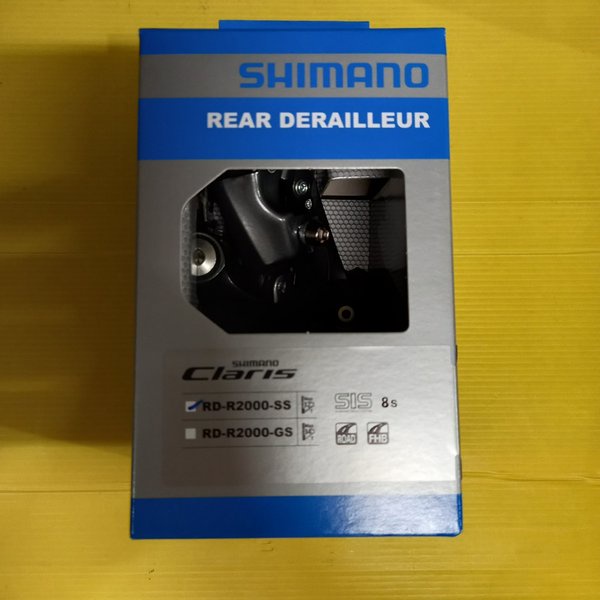 SHIMANO
REAR DERAILLEUR
SHIMANO
Claris
RD-R2000-SS
SIS 8s
RD-R2000-GS
ROAD FHB